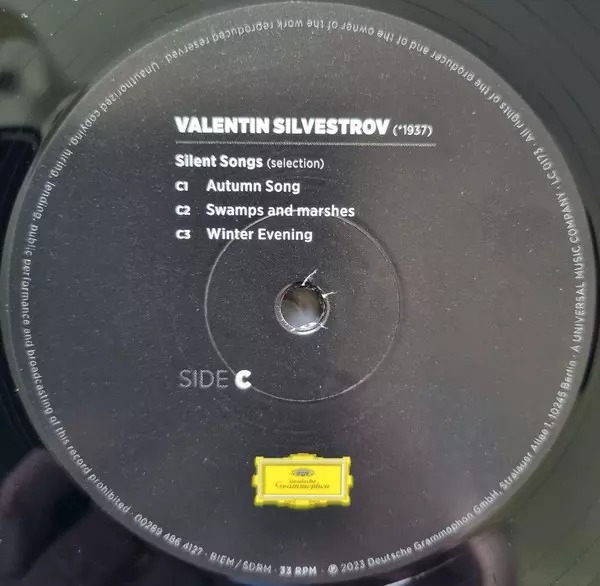 VALENTIN SILVESTROV (*1937)
Silent Songs (selection)
C1 Autumn Song
C2 Swamps and marshes
C3 Winter Evening
SIDE C
Deutsche
Grammophon
00289 486 4127 · BIEM / SDRM · 33 RPM · ℗ 2023 Deutsche Grammophon GmbH, Stralauer Allee 1, 10245 Berlin · A UNIVERSAL MUSIC COMPANY · LC 0173 · All rights of the producer and of the owner of the work reproduced reserved · Unauthorized copying, hiring, lending, public performance and broadcasting of this record prohibited ·